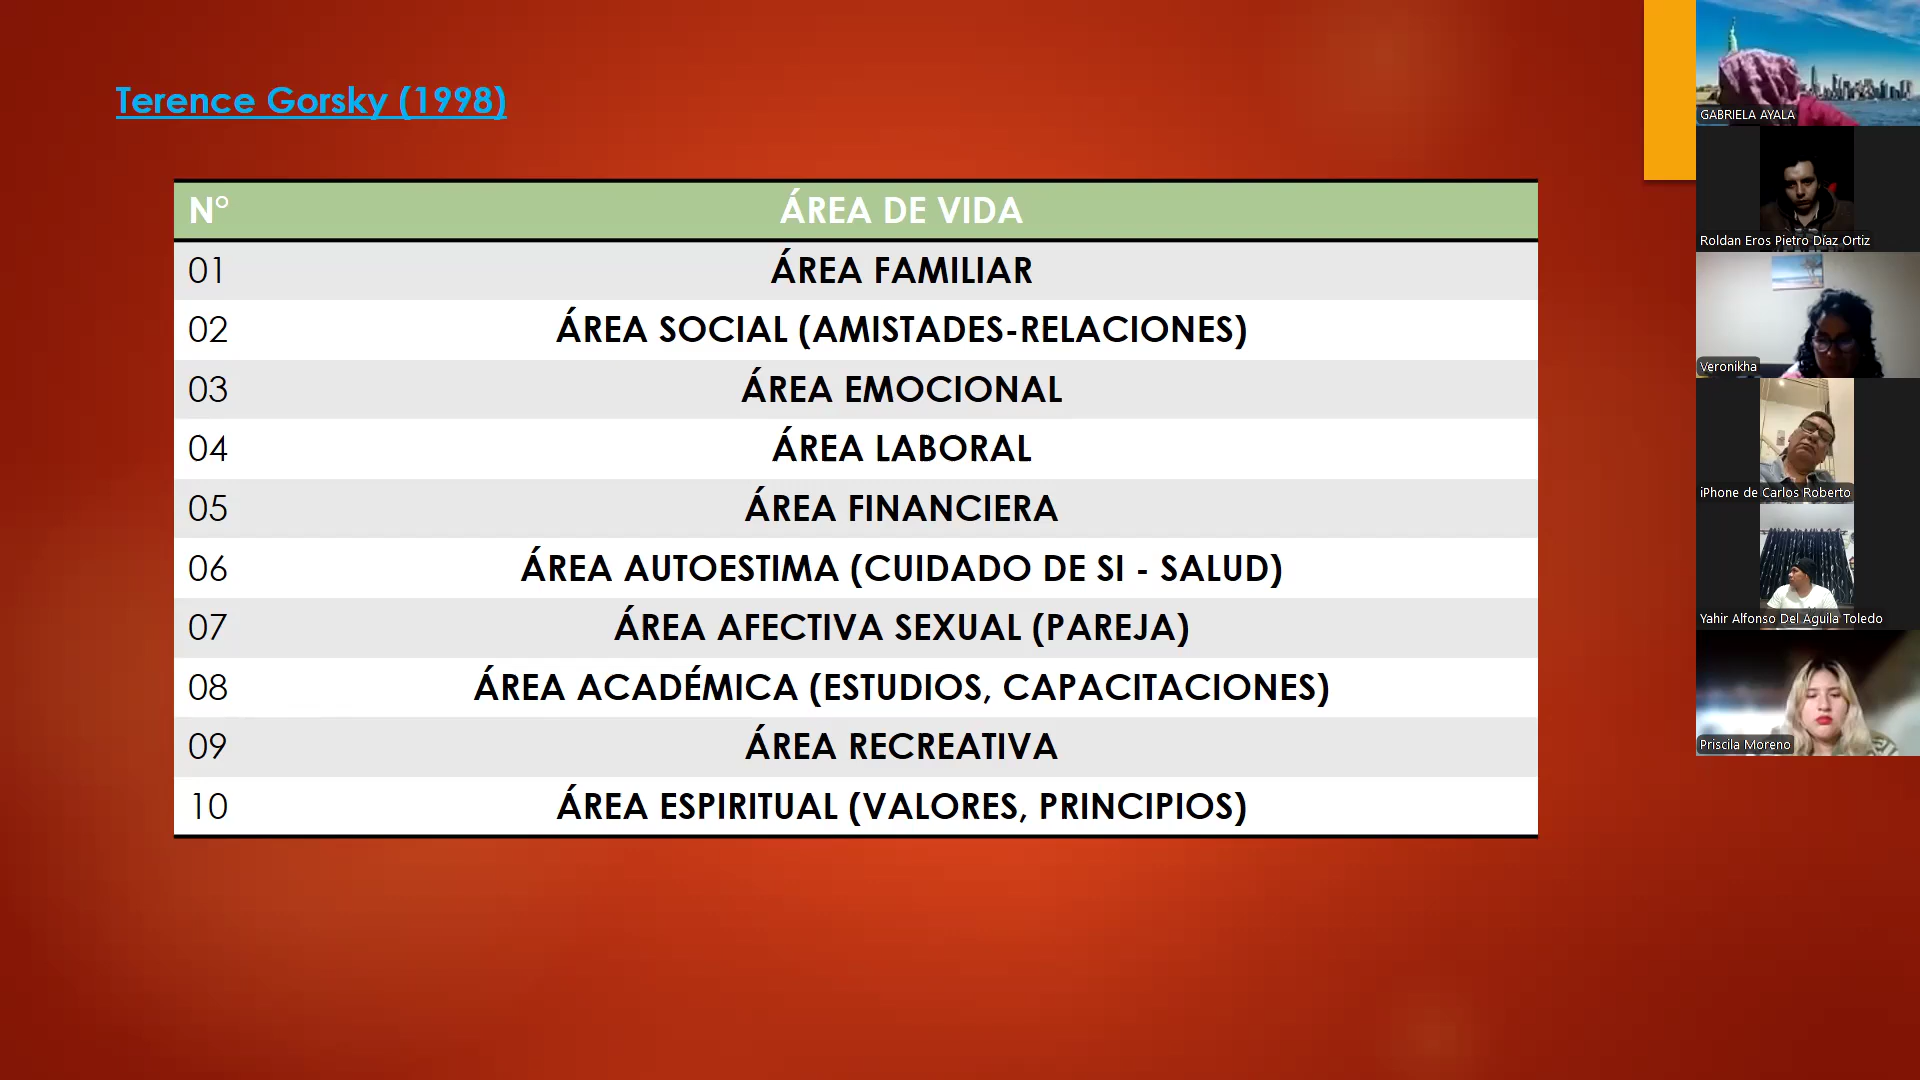 Terence Gorsky (1998)
N° ÁREA DE VIDA
01 ÁREA FAMILIAR
02 ÁREA SOCIAL (AMISTADES-RELACIONES)
03 ÁREA EMOCIONAL
04 ÁREA LABORAL
05 ÁREA FINANCIERA
06 ÁREA AUTOESTIMA (CUIDADO DE SI - SALUD)
07 ÁREA AFECTIVA SEXUAL (PAREJA)
08 ÁREA ACADÉMICA (ESTUDIOS, CAPACITACIONES)
09 ÁREA RECREATIVA
10 ÁREA ESPIRITUAL (VALORES, PRINCIPIOS)
GABRIELA AYALA
Roldan Eros Pietro Díaz Ortiz
Veronikha
iPhone de Carlos Roberto
Yahir Alfonso Del Aguila Toledo
Priscila Moreno